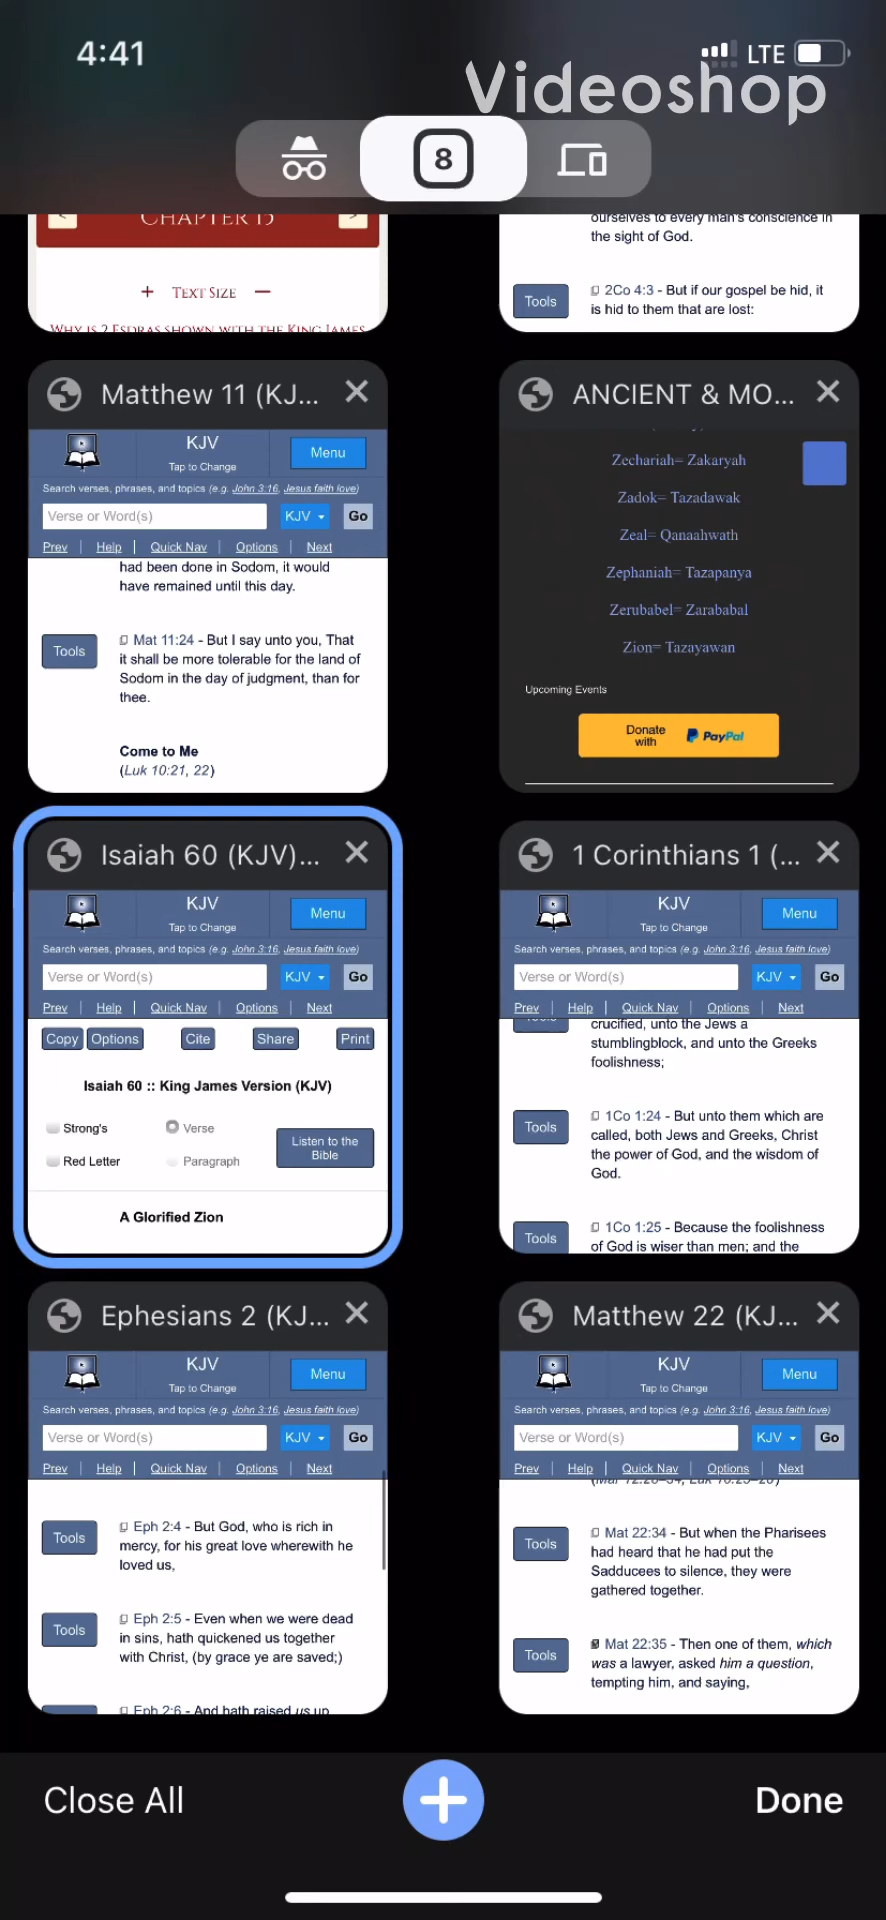 4:41
LTE
Videoshop
8
CHAPTER 15
+ TEXT SIZE —
WHY IS 2 ESDRAS SHOWN WITH THE KING JAMES
ourselves to every man's conscience in
the sight of God.
Tools
2Co 4:3 - But if our gospel be hid, it
is hid to them that are lost:
Matthew 11 (KJ...
KJV
Tap to Change
Menu
Search verses, phrases, and topics (e.g. John 3:16, Jesus faith love)
Verse or Word(s)
KJV
Go
Prev | Help | Quick Nav | Options | Next
had been done in Sodom, it would
have remained until this day.
Tools
Mat 11:24 - But I say unto you, That
it shall be more tolerable for the land of
Sodom in the day of judgment, than for
thee.
Come to Me
(Luk 10:21, 22)
ANCIENT & MO...
Zechariah= Zakaryah
Zadok= Tazadawak
Zeal= Qanaahwath
Zephaniah= Tazapanya
Zerubabel= Zarababal
Zion= Tazayawan
Upcoming Events
Donate
with
PayPal
Isaiah 60 (KJV)...
KJV
Tap to Change
Menu
Search verses, phrases, and topics (e.g. John 3:16, Jesus faith love)
Verse or Word(s)
KJV
Go
Prev | Help | Quick Nav | Options | Next
Copy Options Cite Share Print
Isaiah 60 :: King James Version (KJV)
Strong's
Verse
Red Letter
Paragraph
Listen to the
Bible
A Glorified Zion
1 Corinthians 1 (...
KJV
Tap to Change
Menu
Search verses, phrases, and topics (e.g. John 3:16, Jesus faith love)
Verse or Word(s)
KJV
Go
Prev | Help | Quick Nav | Options | Next
crucified, unto the Jews a
stumblingblock, and unto the Greeks
foolishness;
Tools
1Co 1:24 - But unto them which are
called, both Jews and Greeks, Christ
the power of God, and the wisdom of
God.
Tools
1Co 1:25 - Because the foolishness
of God is wiser than men; and the
Ephesians 2 (KJ...
KJV
Tap to Change
Menu
Search verses, phrases, and topics (e.g. John 3:16, Jesus faith love)
Verse or Word(s)
KJV
Go
Prev | Help | Quick Nav | Options | Next
Tools
Eph 2:4 - But God, who is rich in
mercy, for his great love wherewith he
loved us,
Tools
Eph 2:5 - Even when we were dead
in sins, hath quickened us together
with Christ, (by grace ye are saved;)
Eph 2:6 - And hath raised us up
Matthew 22 (KJ...
KJV
Tap to Change
Menu
Search verses, phrases, and topics (e.g. John 3:16, Jesus faith love)
Verse or Word(s)
KJV
Go
Prev | Help | Quick Nav | Options | Next
Tools
Mat 22:34 - But when the Pharisees
had heard that he had put the
Sadducees to silence, they were
gathered together.
Tools
Mat 22:35 - Then one of them, which
was a lawyer, asked him a question,
tempting him, and saying,
Close All
Done